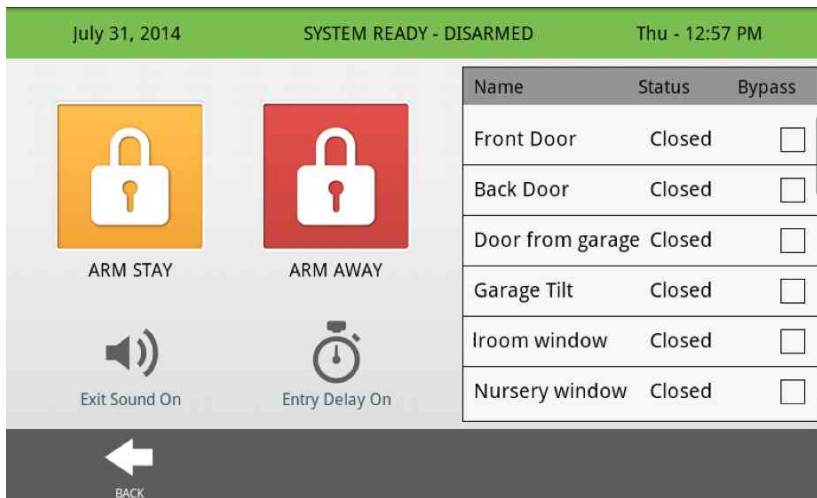 July 31, 2014 SYSTEM READY - DISARMED Thu - 12:57 PM
Name Status Bypass
Front Door Closed
Back Door Closed
Door from garage Closed
Garage Tilt Closed
lroom window Closed
Nursery window Closed
ARM STAY ARM AWAY
Exit Sound On Entry Delay On
BACK